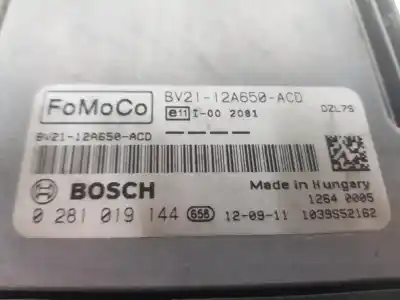 FoMoCo BV21-12A650-ACD DZL7S
e11 I-00 2081
BV21-12A650-ACD
BOSCH Made in Hungary
1264 0005
0 281 019 144 658 12-09-11 1039S52162